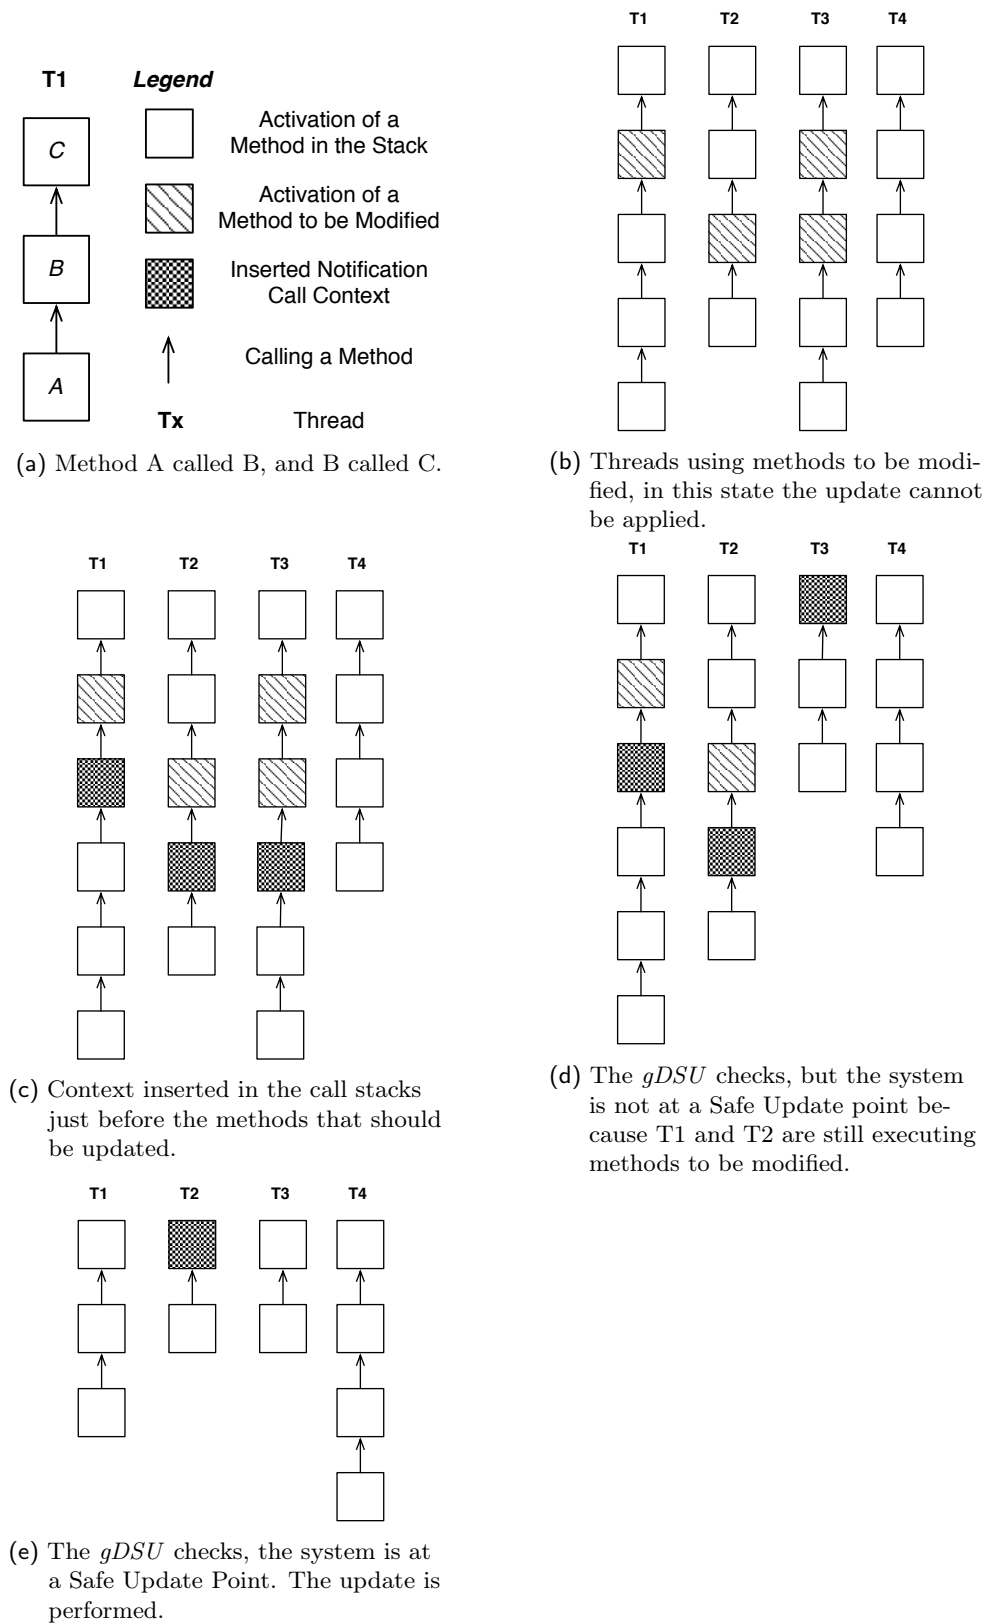 T1
Legend
C
B
A
Activation of a
Method in the Stack
Activation of a
Method to be Modified
Inserted Notification
Call Context
Calling a Method
Tx
Thread
(a) Method A called B, and B called C.
T1 T2 T3 T4
(b) Threads using methods to be modi-
fied, in this state the update cannot
be applied.
T1 T2 T3 T4
(c) Context inserted in the call stacks
just before the methods that should
be updated.
T1 T2 T3 T4
(d) The gDSU checks, but the system
is not at a Safe Update point be-
cause T1 and T2 are still executing
methods to be modified.
T1 T2 T3 T4
(e) The gDSU checks, the system is at
a Safe Update Point. The update is
performed.